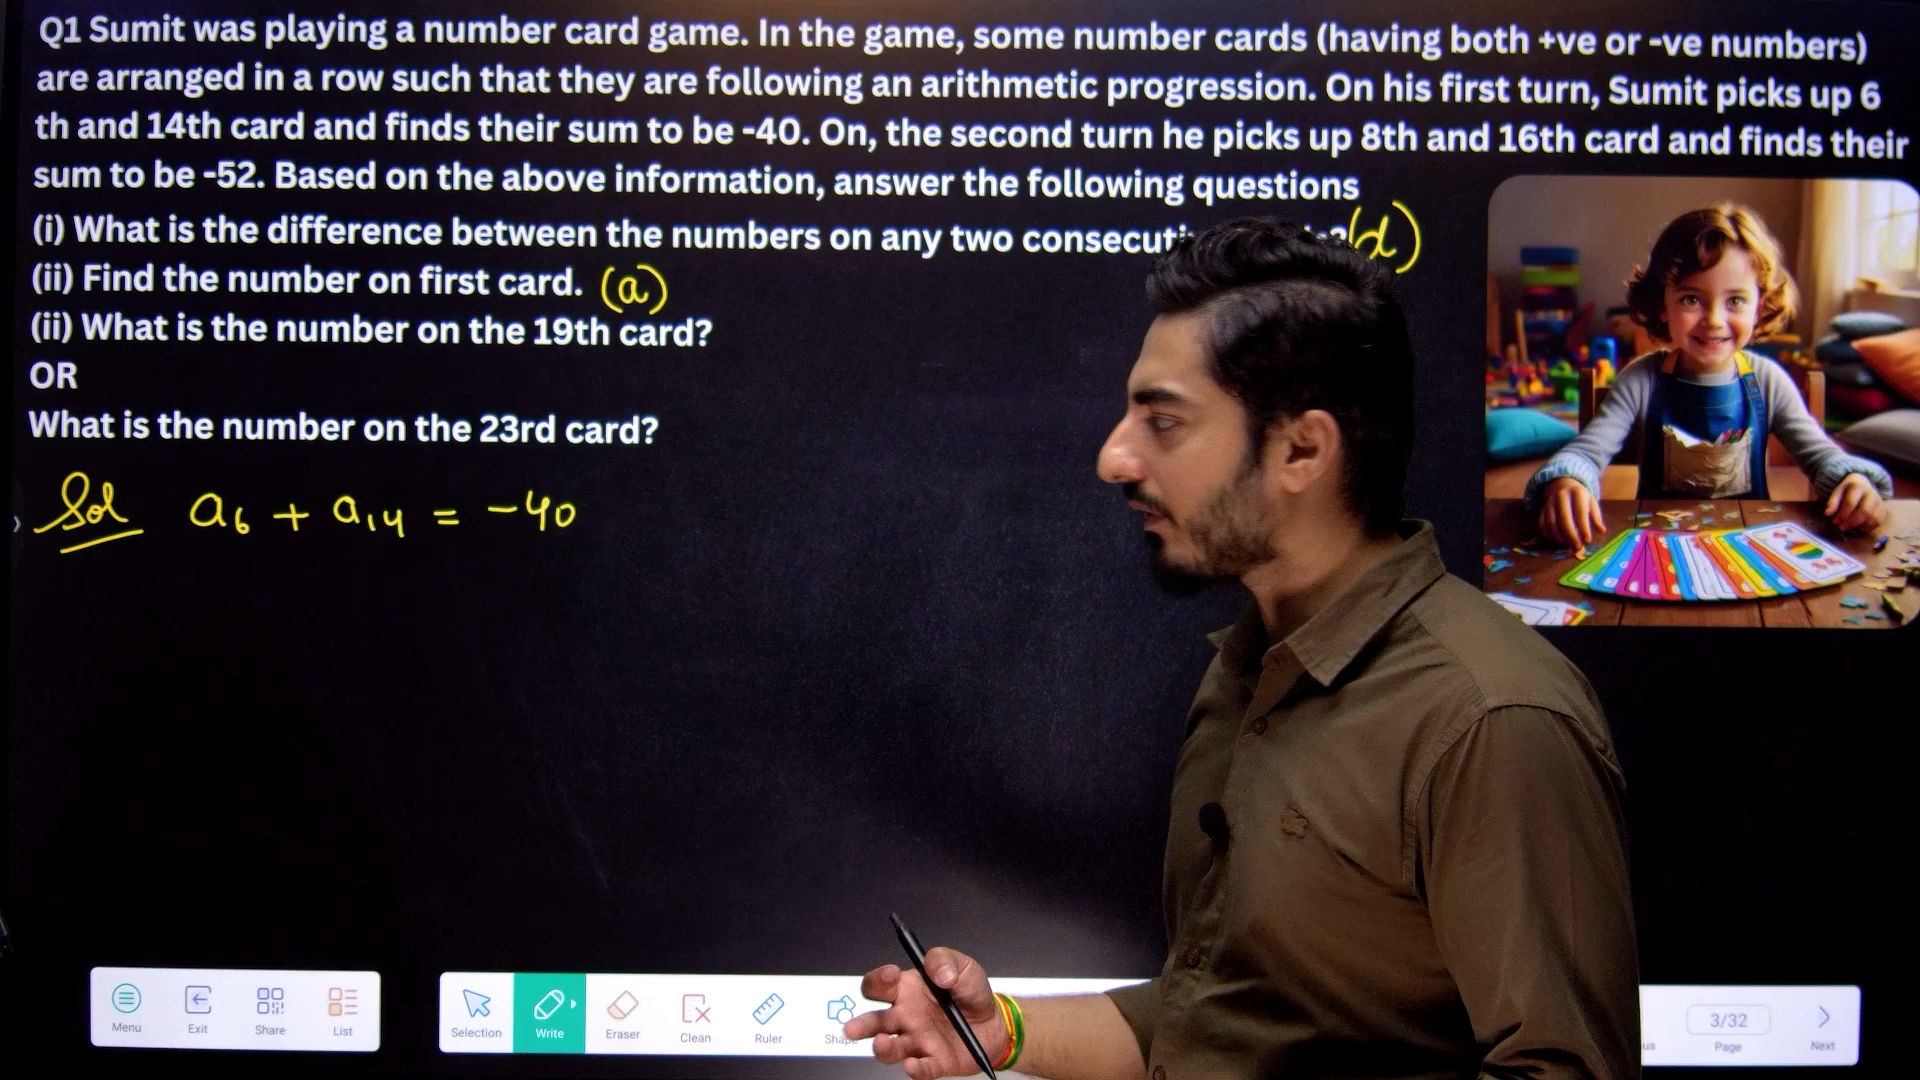 Q1 Sumit was playing a number card game. In the game, some number cards (having both +ve or -ve numbers)
are arranged in a row such that they are following an arithmetic progression. On his first turn, Sumit picks up 6
th and 14th card and finds their sum to be -40. On, the second turn he picks up 8th and 16th card and finds their
sum to be -52. Based on the above information, answer the following questions
(i) What is the difference between the numbers on any two (d)
(ii) Find the number on first card. (a)
(ii) What is the number on the 19th card?
OR
What is the number on the 23rd card?
Sol a₆ + a₁₄ = -40
Menu Exit Share List Selection Write Eraser Clean Ruler 3/32 Page Next